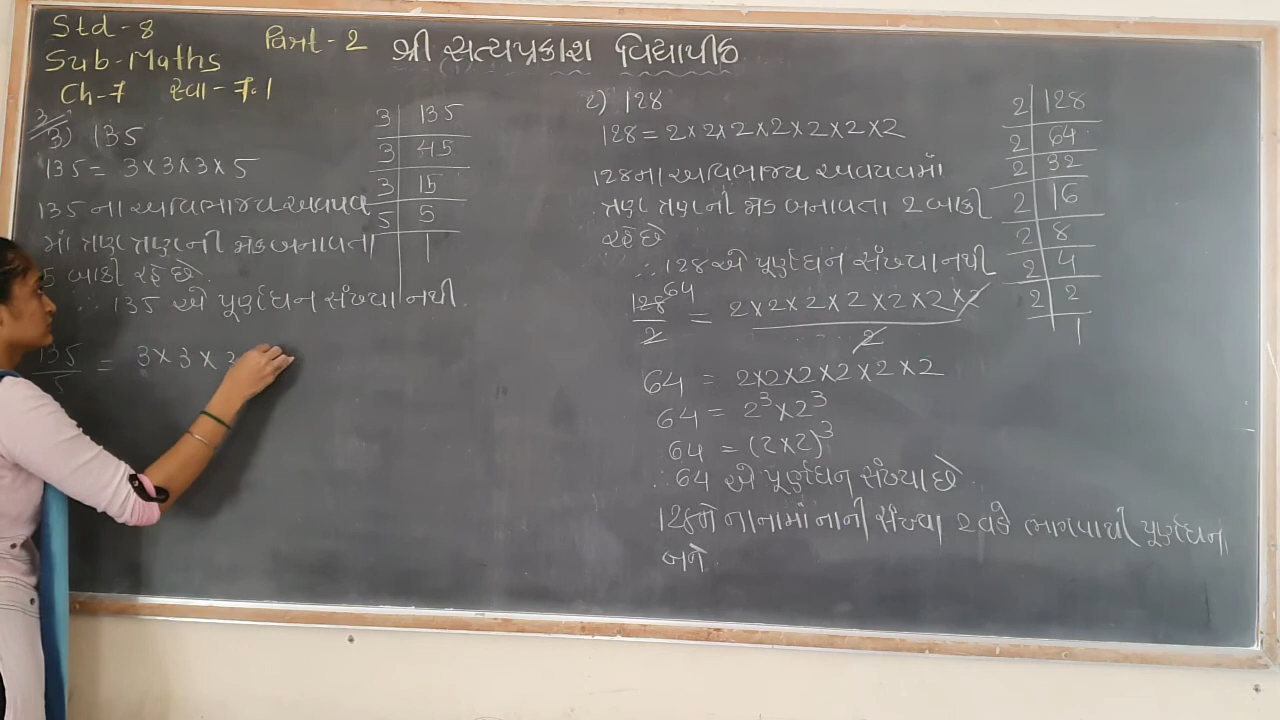 Std-8
Sub-Maths
Ch-7 સ્વા-7.1
વિભાગ-2
શ્રી સત્યપ્રકાશ વિદ્યાપીઠ
3) 135
135 = 3×3×3×5
135 ના અવિભાજ્ય અવયવ
માં ત્રણ ત્રણની જોડ બનાવતા
5 બાકી રહે છે.
∴ 135 એ પૂર્ણઘન સંખ્યા નથી.
135/5 = 3×3×3
3 | 135
3 | 45
3 | 15
5 | 5
1
2) 128
128 = 2×2×2×2×2×2×2
128ના અવિભાજ્ય અવયવમાં
ત્રણ ત્રણની જોડ બનાવતા 2 બાકી
રહે છે
∴ 128 એ પૂર્ણઘન સંખ્યા નથી
64
128/2 = 2×2×2×2×2×2×2/2
64 = 2×2×2×2×2×2
64 = 2³×2³
64 = (2×2)³
∴ 64 એ પૂર્ણઘન સંખ્યા છે.
128ને નાનામાં નાની સંખ્યા 2 વડે ભાગવાથી પૂર્ણઘન
બને.
2 | 128
2 | 64
2 | 32
2 | 16
2 | 8
2 | 4
2 | 2
1